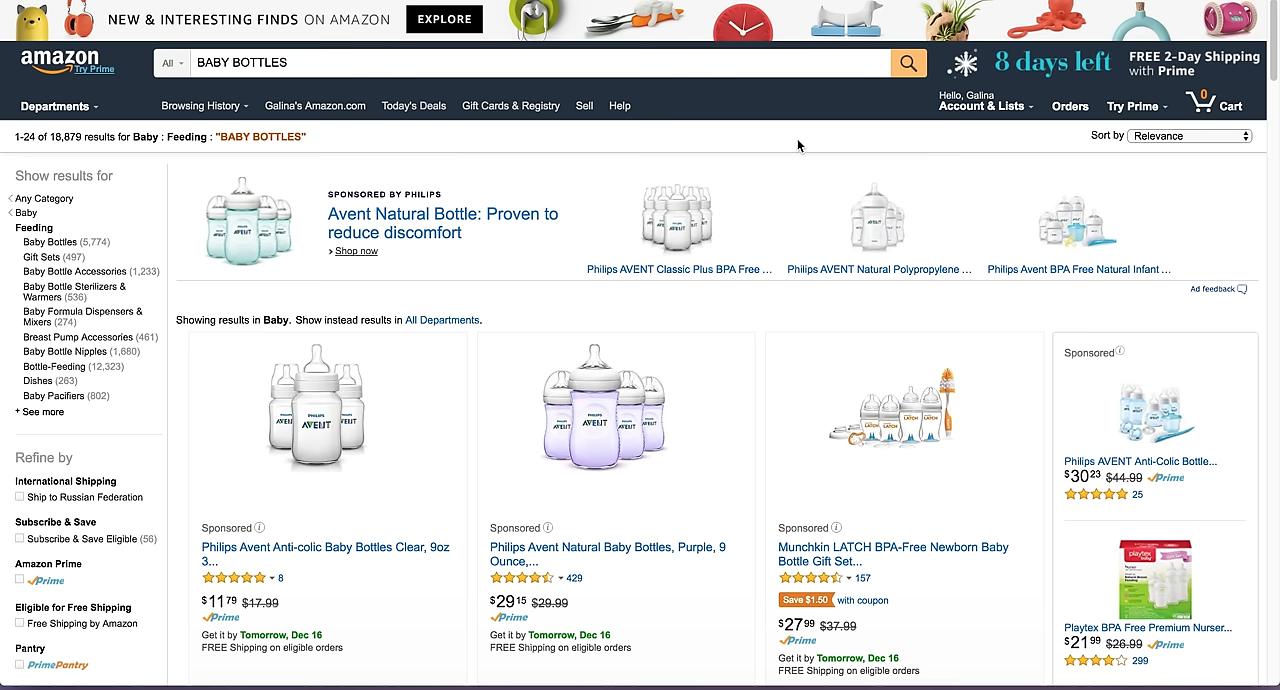 NEW & INTERESTING FINDS ON AMAZON EXPLORE
amazon
Try Prime
All
BABY BOTTLES
8 days left
FREE 2-Day Shipping
with Prime
Departments
Browsing History
Galina's Amazon.com
Today's Deals
Gift Cards & Registry
Sell
Help
Hello, Galina
Account & Lists
Orders
Try Prime
0
Cart
1-24 of 18,879 results for Baby : Feeding : "BABY BOTTLES"
Sort by Relevance
Show results for
Any Category
Baby
Feeding
Baby Bottles (5,774)
Gift Sets (497)
Baby Bottle Accessories (1,233)
Baby Bottle Sterilizers &
Warmers (536)
Baby Formula Dispensers &
Mixers (274)
Breast Pump Accessories (461)
Baby Bottle Nipples (1,680)
Bottle-Feeding (12,323)
Dishes (263)
Baby Pacifiers (802)
+ See more
Refine by
International Shipping
Ship to Russian Federation
Subscribe & Save
Subscribe & Save Eligible (56)
Amazon Prime
Prime
Eligible for Free Shipping
Free Shipping by Amazon
Pantry
PrimePantry
SPONSORED BY PHILIPS
Avent Natural Bottle: Proven to
reduce discomfort
› Shop now
Philips AVENT Classic Plus BPA Free ...
Philips AVENT Natural Polypropylene ...
Philips Avent BPA Free Natural Infant ...
Ad feedback
Showing results in Baby. Show instead results in All Departments.
PHILIPS
AVENT
Sponsored
Philips Avent Anti-colic Baby Bottles Clear, 9oz
3...
8
$11 79 $17.99
Prime
Get it by Tomorrow, Dec 16
FREE Shipping on eligible orders
PHILIPS
AVENT
Sponsored
Philips Avent Natural Baby Bottles, Purple, 9
Ounce,...
429
$29 15 $29.99
Prime
Get it by Tomorrow, Dec 16
FREE Shipping on eligible orders
LATCH
Sponsored
Munchkin LATCH BPA-Free Newborn Baby
Bottle Gift Set...
157
Save $1.50 with coupon
$27 99 $37.99
Prime
Get it by Tomorrow, Dec 16
FREE Shipping on eligible orders
Sponsored
Philips AVENT Anti-Colic Bottle...
$30 23 $44.99 Prime
25
playtex
baby
Playtex BPA Free Premium Nurser...
$21 99 $26.99 Prime
299